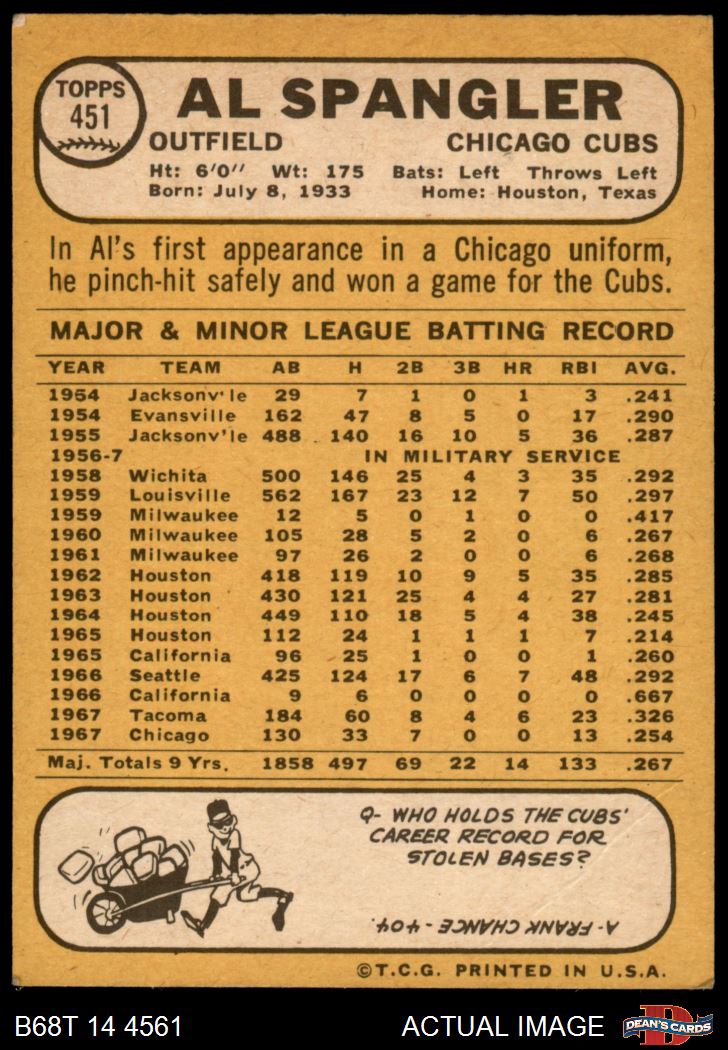 TOPPS
451
AL SPANGLER
OUTFIELD CHICAGO CUBS
Ht: 6'0" Wt: 175 Bats: Left Throws Left
Born: July 8, 1933 Home: Houston, Texas
In Al's first appearance in a Chicago uniform,
he pinch-hit safely and won a game for the Cubs.
MAJOR & MINOR LEAGUE BATTING RECORD
YEAR TEAM AB H 2B 3B HR RBI AVG.
1954 Jacksonv'le 29 7 1 0 1 3 .241
1954 Evansville 162 47 8 5 0 17 .290
1955 Jacksonv'le 488 140 16 10 5 36 .287
1956-7 IN MILITARY SERVICE
1958 Wichita 500 146 25 4 3 35 .292
1959 Louisville 562 167 23 12 7 50 .297
1959 Milwaukee 12 5 0 1 0 0 .417
1960 Milwaukee 105 28 5 2 0 6 .267
1961 Milwaukee 97 26 2 0 0 6 .268
1962 Houston 418 119 10 9 5 35 .285
1963 Houston 430 121 25 4 4 27 .281
1964 Houston 449 110 18 5 4 38 .245
1965 Houston 112 24 1 1 1 7 .214
1965 California 96 25 1 0 0 1 .260
1966 Seattle 425 124 17 6 7 48 .292
1966 California 9 6 0 0 0 0 .667
1967 Tacoma 184 60 8 4 6 23 .326
1967 Chicago 130 33 7 0 0 13 .254
Maj. Totals 9 Yrs. 1858 497 69 22 14 133 .267
Q- WHO HOLDS THE CUBS'
CAREER RECORD FOR
STOLEN BASES?
A- FRANK CHANCE - 404.
©T.C.G. PRINTED IN U.S.A.
B68T 14 4561 ACTUAL IMAGE
D
DEAN'S CARDS